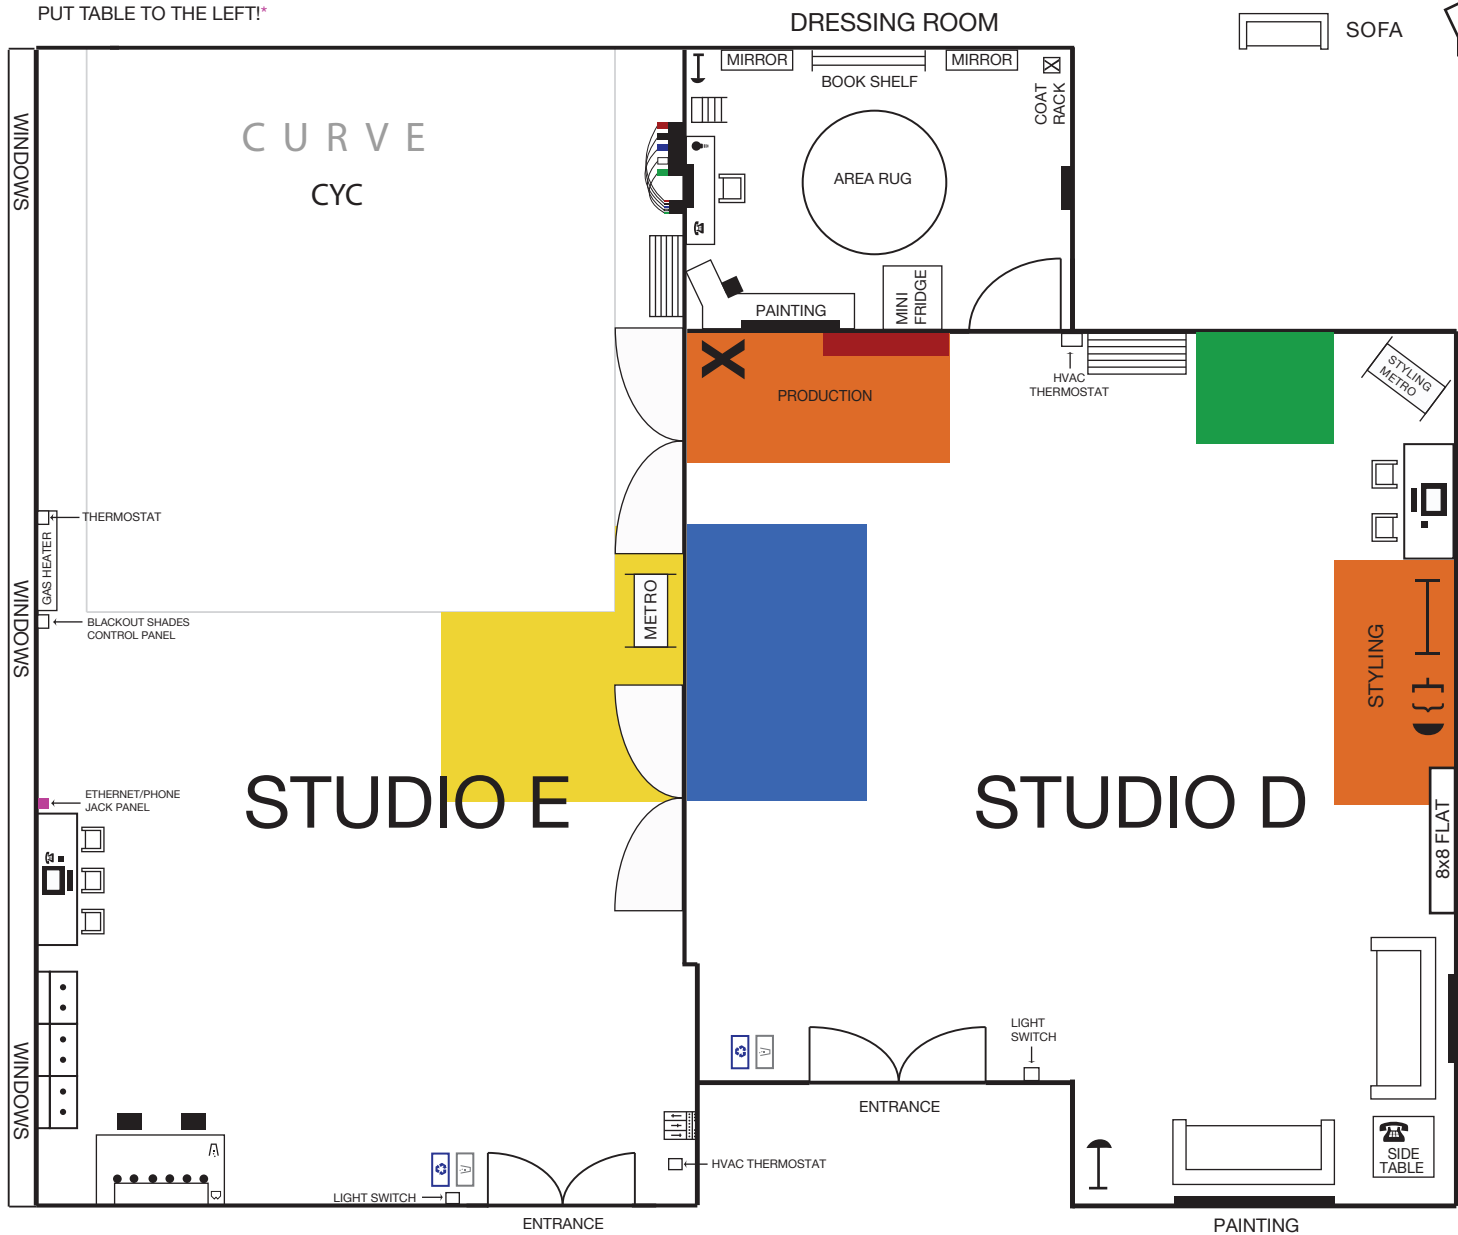 PUT TABLE TO THE LEFT!*
DRESSING ROOM
SOFA
MIRROR
MIRROR
BOOK SHELF
COAT
RACK
WINDOWS
CURVE
CYC
AREA RUG
MINI
FRIDGE
PAINTING
HVAC
THERMOSTAT
STYLING
METRO
X
PRODUCTION
THERMOSTAT
GAS HEATER
BLACKOUT SHADES
CONTROL PANEL
WINDOWS
METRO
STYLING
ETHERNET/PHONE
JACK PANEL
STUDIO E
STUDIO D
8x8 FLAT
LIGHT
SWITCH
WINDOWS
ENTRANCE
HVAC THERMOSTAT
SIDE
TABLE
LIGHT SWITCH
ENTRANCE
PAINTING